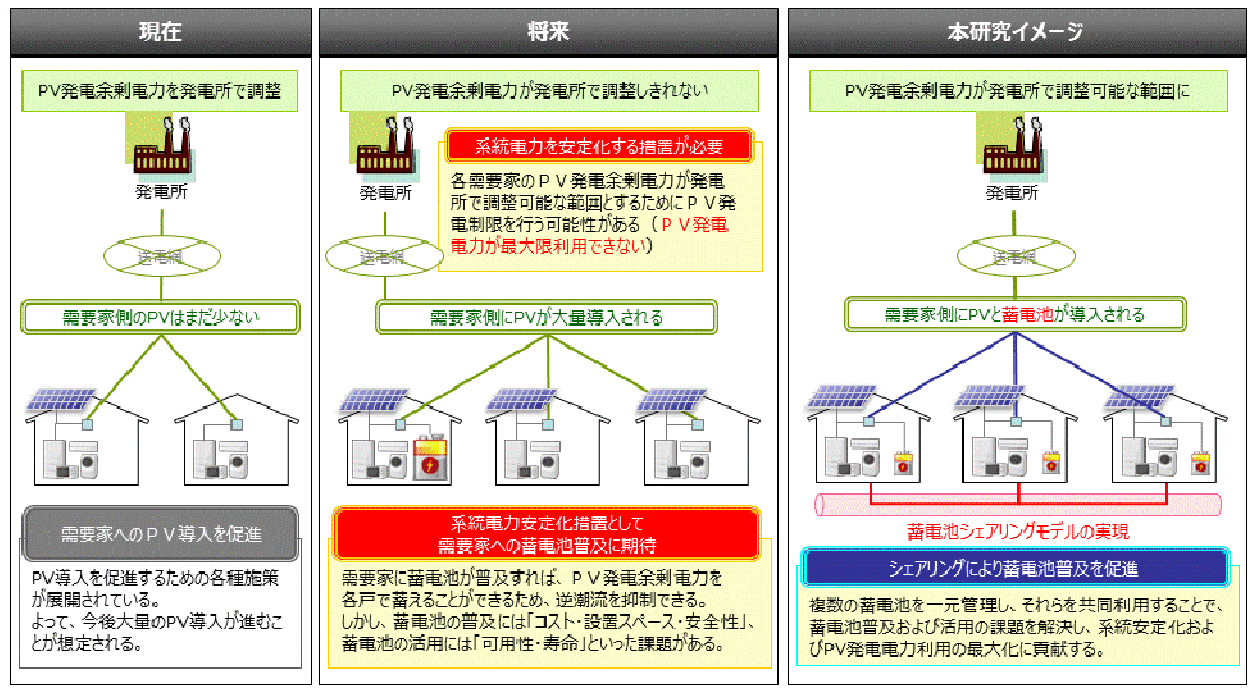 現在
PV発電余剰電力を発電所で調整
発電所
送電網
需要家側のPVはまだ少ない
需要家へのＰＶ導入を促進
PV導入を促進するための各種施策
が展開されている。
よって、今後大量のPV導入が進むこ
とが想定される。
将来
PV発電余剰電力が発電所で調整しきれない
発電所
系統電力を安定化する措置が必要
各需要家のＰＶ発電余剰電力が発電
所で調整可能な範囲とするためにＰＶ発
電制限を行う可能性がある（ＰＶ発電
電力が最大限利用できない）
送電網
需要家側にPVが大量導入される
系統電力安定化措置として
需要家への蓄電池普及に期待
需要家に蓄電池が普及すれば、ＰＶ発電余剰電力を
各戸で蓄えることができるため、逆潮流を抑制できる。
しかし、蓄電池の普及には「コスト・設置スペース・安全性」、
蓄電池の活用には「可用性・寿命」といった課題がある。
本研究イメージ
PV発電余剰電力が発電所で調整可能な範囲に
発電所
送電網
需要家側にPVと蓄電池が導入される
蓄電池シェアリングモデルの実現
シェアリングにより蓄電池普及を促進
複数の蓄電池を一元管理し、それらを共同利用することで、
蓄電池普及および活用の課題を解決し、系統安定化およ
びPV発電電力利用の最大化に貢献する。